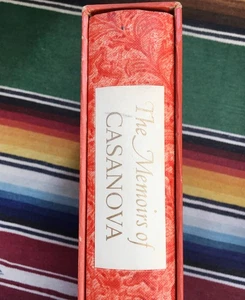 The Memoirs of
CASANOVA